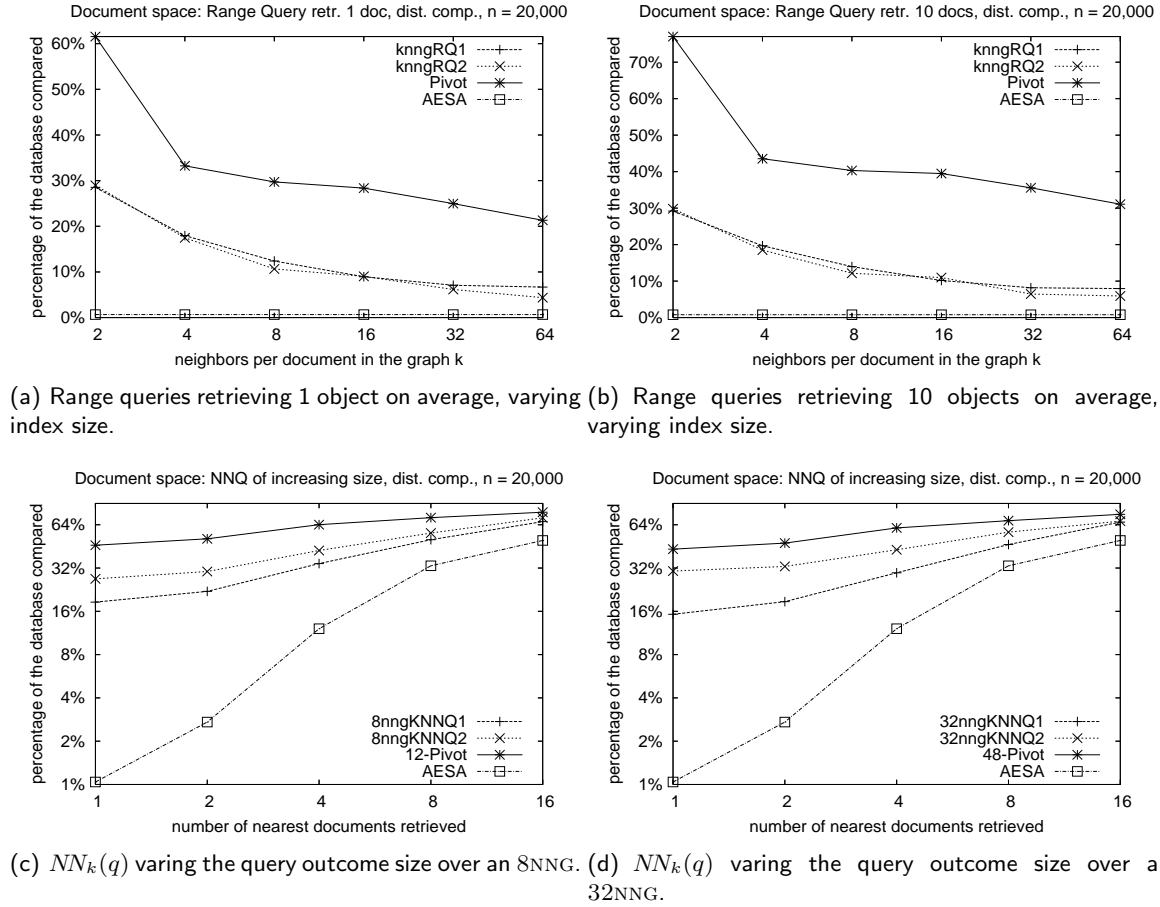 Document space: Range Query retr. 1 doc, dist. comp., n = 20,000
60%
50%
40%
30%
20%
10%
0%
percentage of the database compared
knngRQ1
knngRQ2
Pivot
AESA
2 4 8 16 32 64
neighbors per document in the graph k
(a) Range queries retrieving 1 object on average, varying
index size.
Document space: Range Query retr. 10 docs, dist. comp., n = 20,000
70%
60%
50%
40%
30%
20%
10%
0%
percentage of the database compared
knngRQ1
knngRQ2
Pivot
AESA
2 4 8 16 32 64
neighbors per document in the graph k
(b) Range queries retrieving 10 objects on average,
varying index size.
Document space: NNQ of increasing size, dist. comp., n = 20,000
64%
32%
16%
8%
4%
2%
1%
percentage of the database compared
8nngKNNQ1
8nngKNNQ2
12-Pivot
AESA
1 2 4 8 16
number of nearest documents retrieved
(c) NNk(q) varing the query outcome size over an 8NNG.
Document space: NNQ of increasing size, dist. comp., n = 20,000
64%
32%
16%
8%
4%
2%
1%
percentage of the database compared
32nngKNNQ1
32nngKNNQ2
48-Pivot
AESA
1 2 4 8 16
number of nearest documents retrieved
(d) NNk(q) varing the query outcome size over a
32NNG.